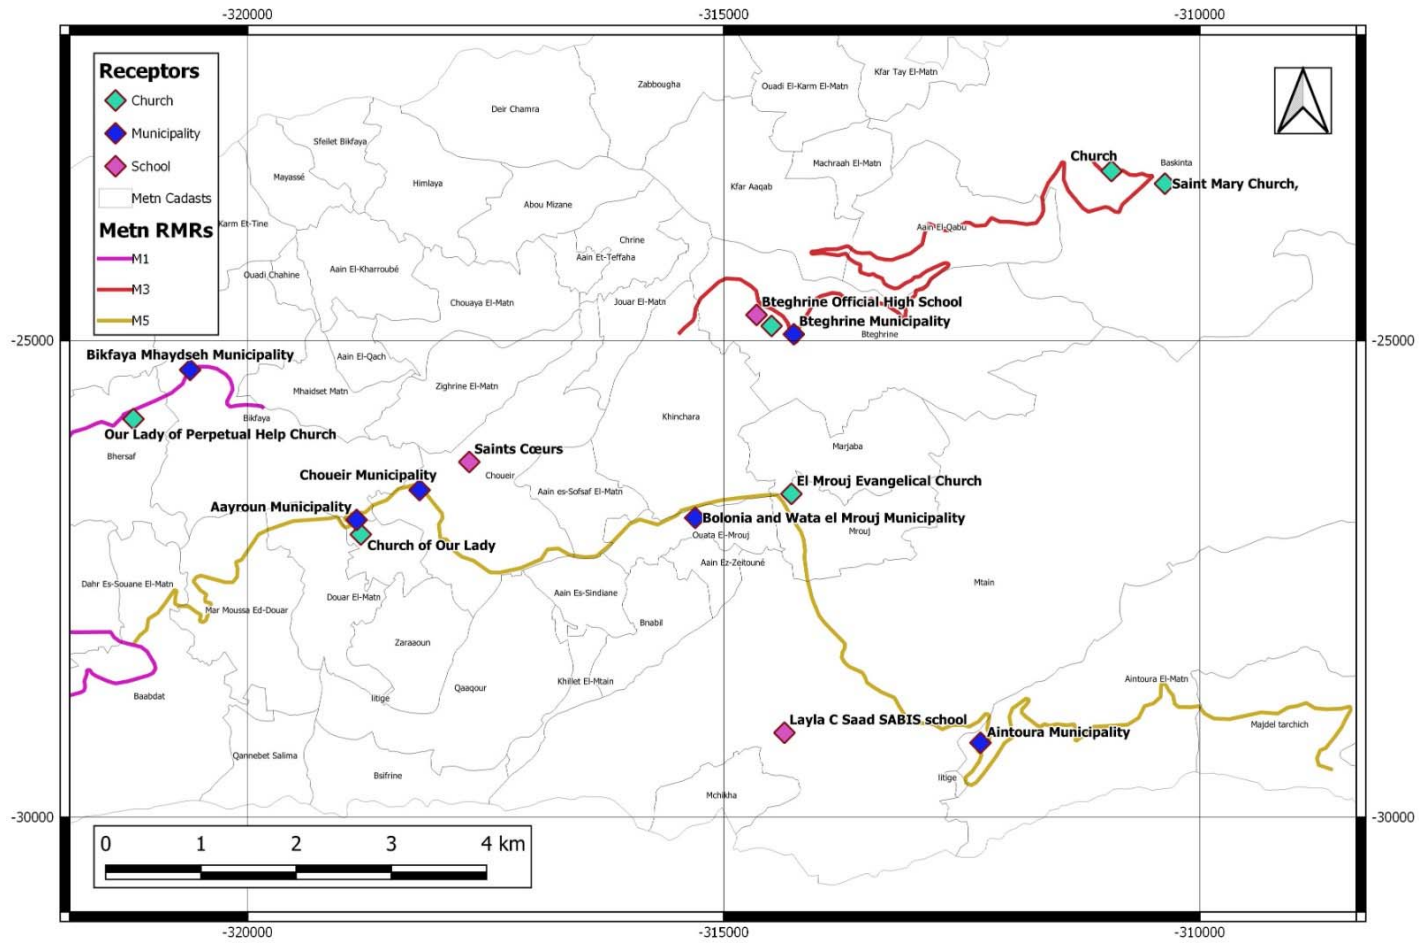 -320000
-315000
-310000
Receptors
Church
Municipality
School
Metn Cadasts
Metn RMRs
M1
M3
M5
Zabbougha
Ouadi El-Karm El-Matn
Kfar Tay El-Matn
Deir Chamra
Sfeilet Bikfaya
Mayassé
Himlaya
Abou Mizane
Kfar Aaqab
Machraah El-Matn
Church
Baskinta
Saint Mary Church,
Karm Et-Tine
Chrine
Aain Et-Teffaha
Aain El-Qabu
Ouadi Chahine
Aain El-Kharroubé
Chouaya El-Matn
Jouar El-Matn
Bteghrine Official High School
Bteghrine Municipality
Bteghrine
-25000
-25000
Bikfaya Mhaydseh Municipality
Aain El-Qach
Mhaidset Matn
Zighrine El-Matn
Bikfaya
Khinchara
Our Lady of Perpetual Help Church
Bhersaf
Marjaba
Saints Cœurs
Choueir Municipality
Choueir
Aain es-Sofsaf El-Matn
El Mrouj Evangelical Church
Aayroun Municipality
Bolonia and Wata el Mrouj Municipality
Ouata El-Mrouj
Mrouj
Church of Our Lady
Aain Ez-Zeitouné
Dahr Es-Souane El-Matn
Mar Moussa Ed-Douar
Douar El-Matn
Aain Es-Sindiane
Mtain
Bnabil
Zaraaoun
Baabdat
Iitige
Qaaqour
Khillet El-Mtain
Aintoura El-Matn
Layla C Saad SABIS school
Aintoura Municipality
Majdel tarchich
Qannebet Salima
Bsifrine
Iitige
Mchikha
-30000
-30000
0 1 2 3 4 km
-320000
-315000
-310000